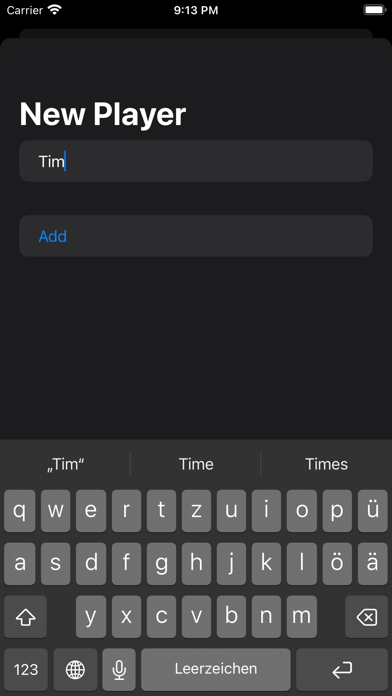 Carrier 9:13 PM
New Player
Tim
Add
„Tim“ Time Times
q w e r t z u i o p ü
a s d f g h j k l ö ä
y x c v b n m
123 Leerzeichen